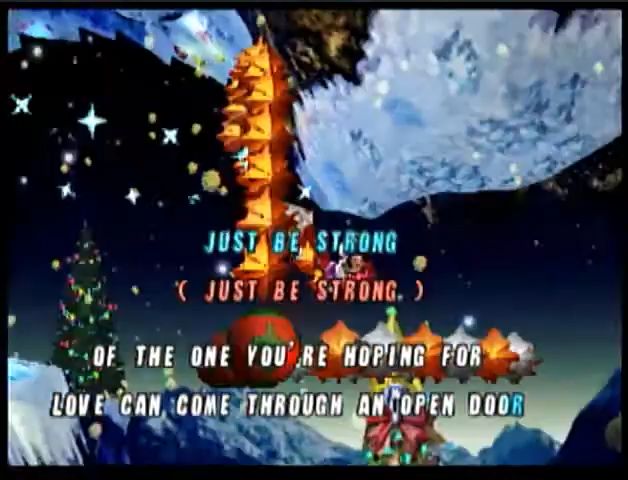 JUST BE STRONG
( JUST BE STRONG )
OF THE ONE YOU'RE HOPING FOR
LOVE CAN COME THROUGH AN OPEN DOOR